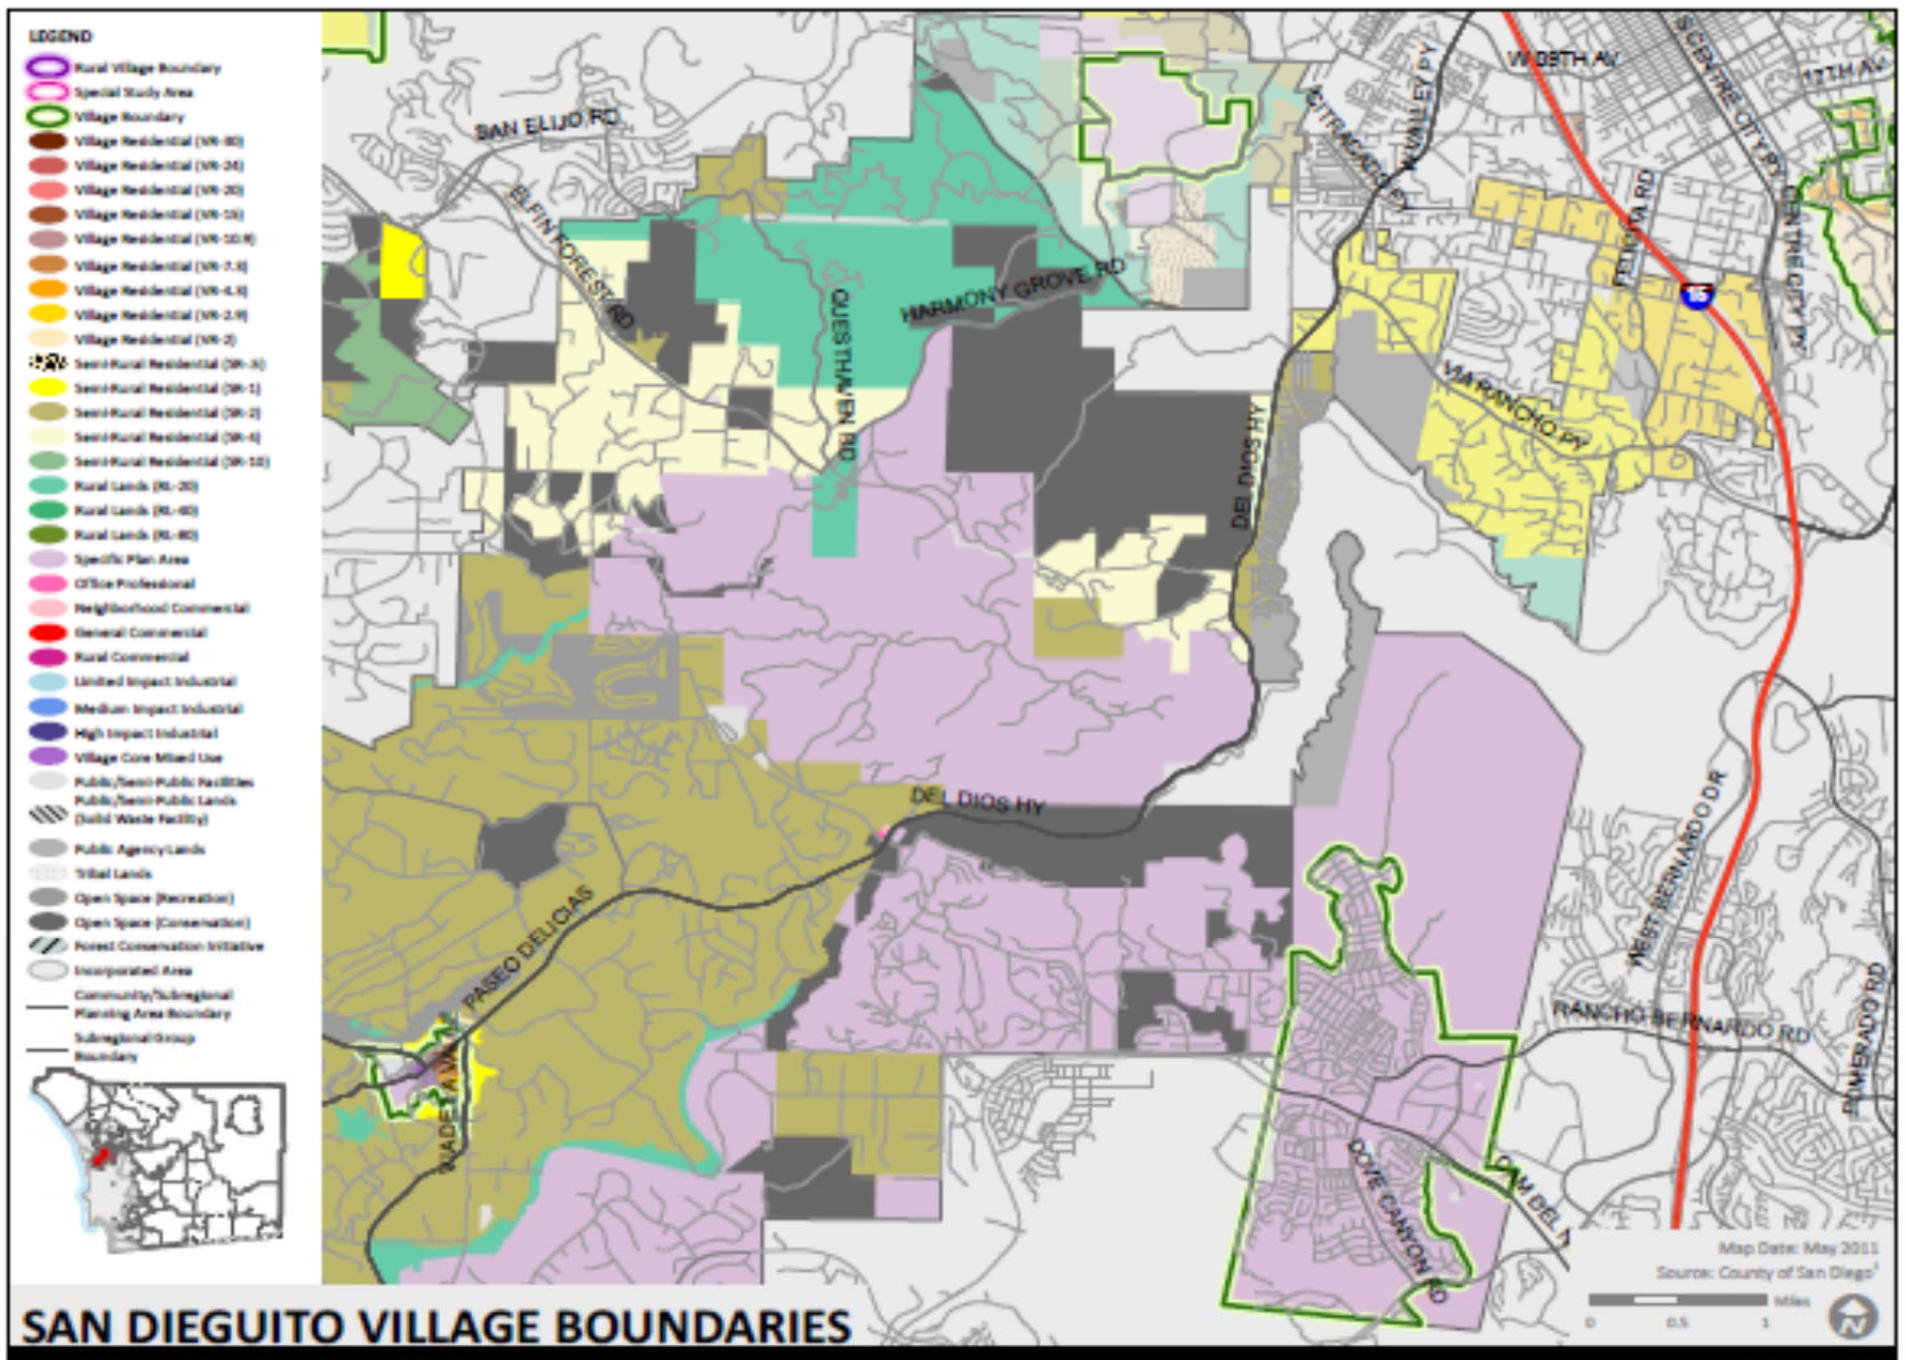 LEGEND
Rural Village Boundary
Special Study Area
Village Boundary
Village Residential (VR-30)
Village Residential (VR-24)
Village Residential (VR-20)
Village Residential (VR-15)
Village Residential (VR-10.9)
Village Residential (VR-7.3)
Village Residential (VR-4.3)
Village Residential (VR-2.9)
Village Residential (VR-2)
Semi-Rural Residential (SR-.5)
Semi-Rural Residential (SR-1)
Semi-Rural Residential (SR-2)
Semi-Rural Residential (SR-4)
Semi-Rural Residential (SR-10)
Rural Lands (RL-20)
Rural Lands (RL-40)
Rural Lands (RL-80)
Specific Plan Area
Office Professional
Neighborhood Commercial
General Commercial
Rural Commercial
Limited Impact Industrial
Medium Impact Industrial
High Impact Industrial
Village Core Mixed Use
Public/Semi-Public Facilities
Public/Semi-Public Lands
(Solid Waste Facility)
Public Agency Lands
Tribal Lands
Open Space (Recreation)
Open Space (Conservation)
Forest Conservation Initiative
Incorporated Area
Community/Subregional
Planning Area Boundary
Subregional Group
Boundary
SAN ELIJO RD
ELFIN FOREST RD
QUESTHAVEN RD
HARMONY GROVE RD
CITRACADO PY
W VALLEY PY
S CENTRE CITY PY
17TH AV
CENTRE CITY PY
FELICITA RD
15
VIA RANCHO PY
DEL DIOS HY
DEL DIOS HY
PASEO DELICIAS
WEST BERNARDO DR
RANCHO BERNARDO RD
POMERADO RD
DOVE CANYON RD
CAM DEL N
Map Date: May 2011
Source: County of San Diego
Miles
0 0.5 1
N
SAN DIEGUITO VILLAGE BOUNDARIES